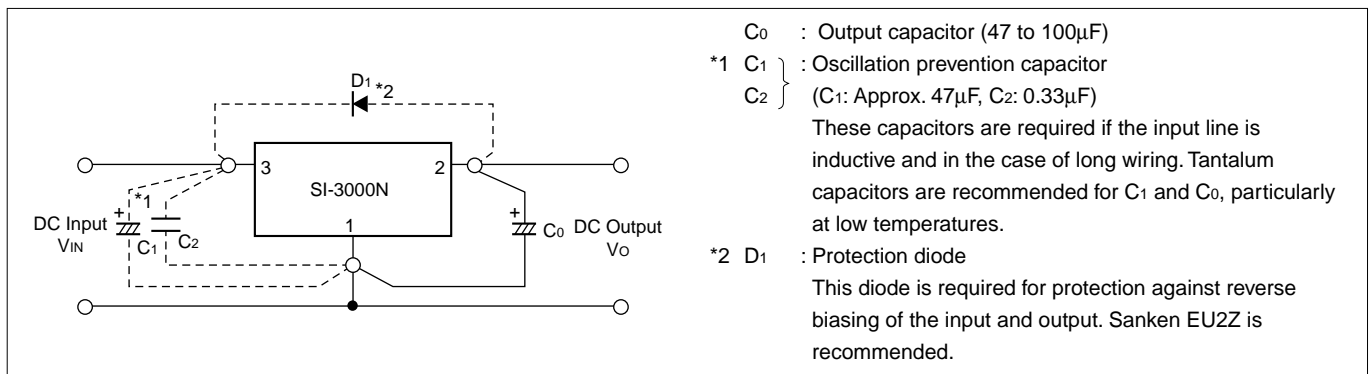 D1 *2
3
2
SI-3000N
*1
1
DC Input
VIN
+
C1
C2
+
C0
DC Output
VO
C0 : Output capacitor (47 to 100µF)
*1 C1 : Oscillation prevention capacitor
C2 (C1: Approx. 47µF, C2: 0.33µF)
These capacitors are required if the input line is
inductive and in the case of long wiring. Tantalum
capacitors are recommended for C1 and C0, particularly
at low temperatures.
*2 D1 : Protection diode
This diode is required for protection against reverse
biasing of the input and output. Sanken EU2Z is
recommended.